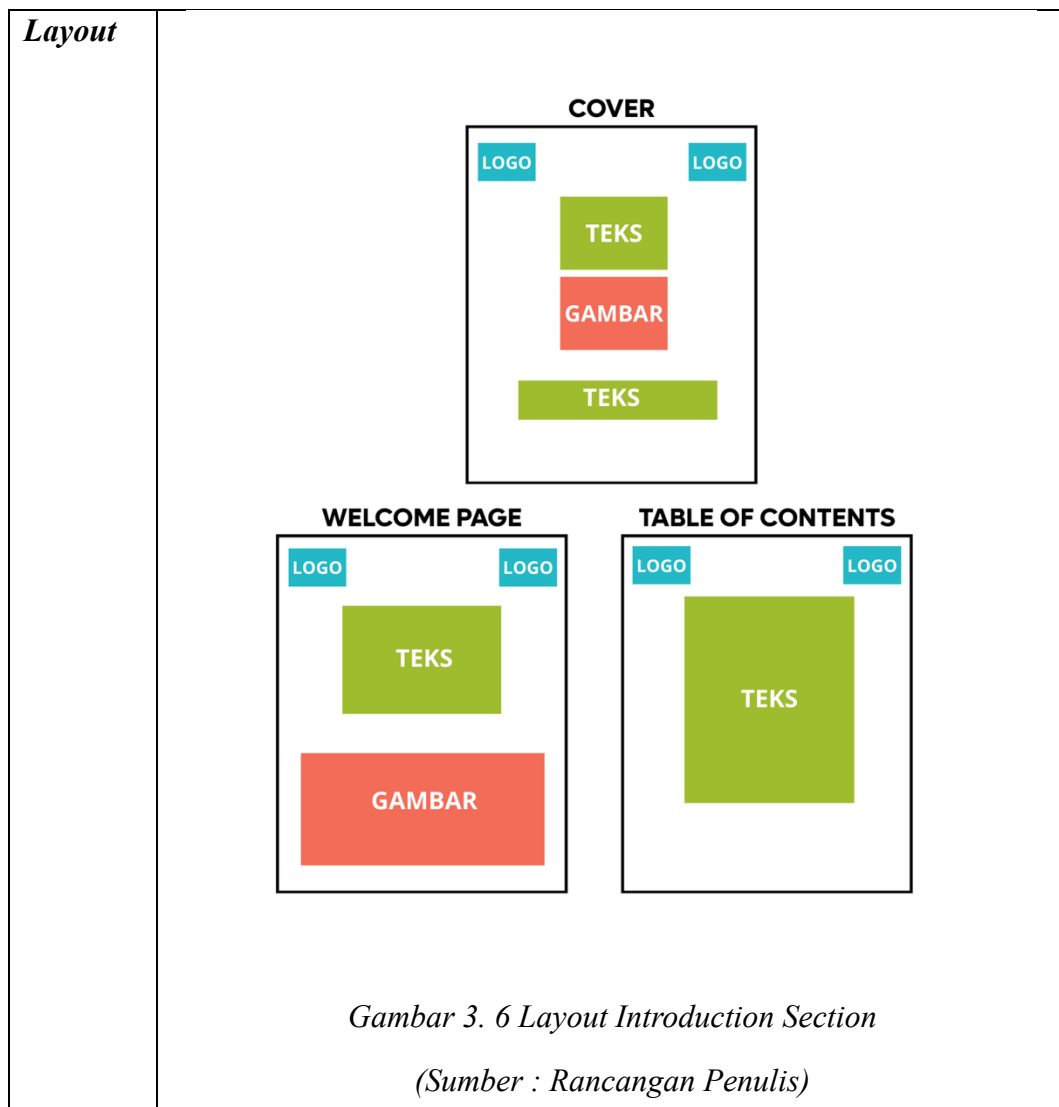 Layout
COVER
LOGO LOGO
TEKS
GAMBAR
TEKS
WELCOME PAGE
LOGO LOGO
TEKS
GAMBAR
TABLE OF CONTENTS
LOGO LOGO
TEKS
Gambar 3. 6 Layout Introduction Section
(Sumber : Rancangan Penulis)